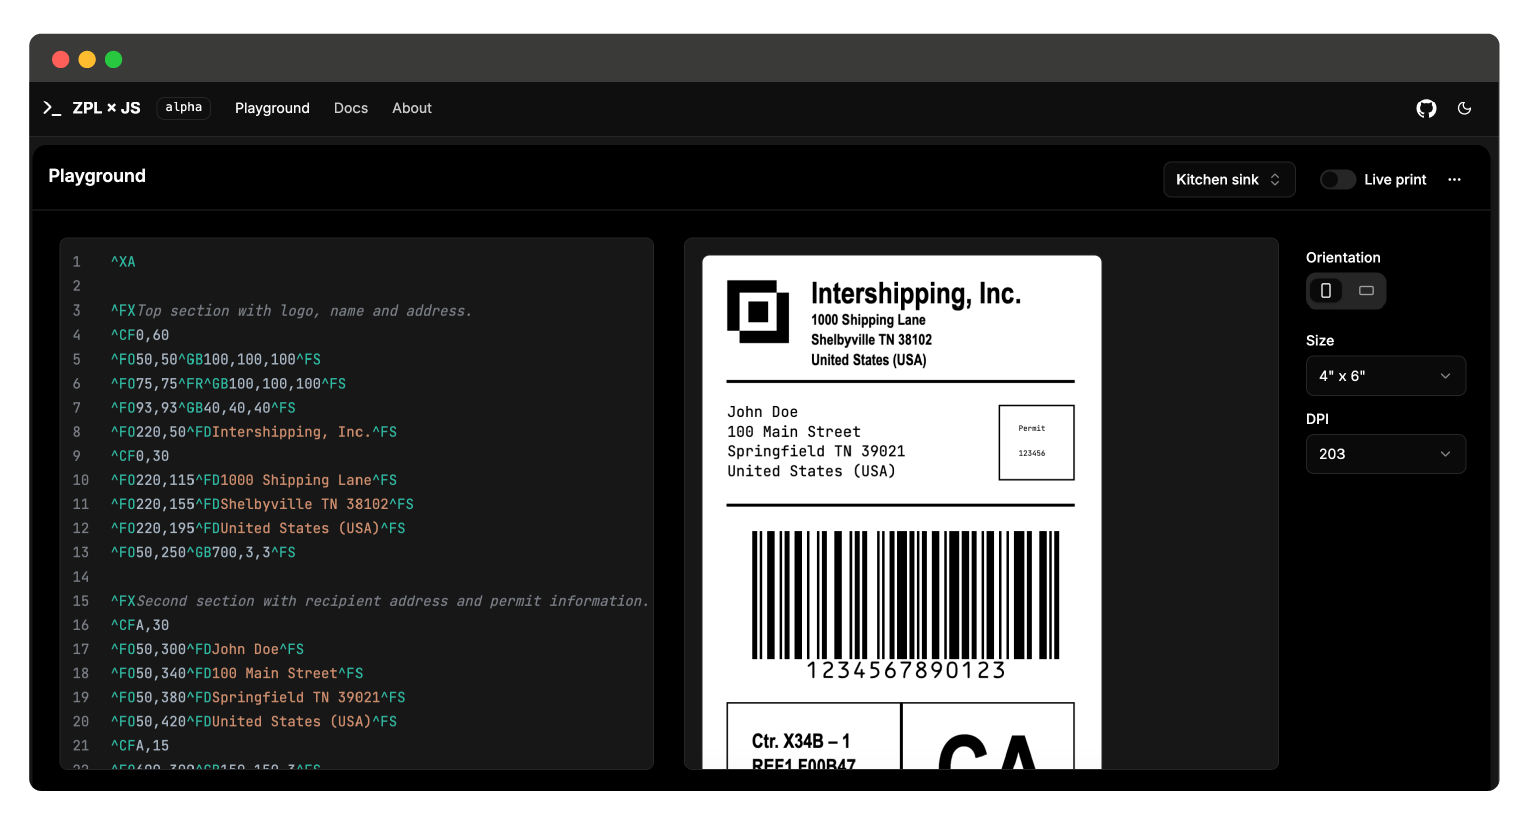 >_ ZPL × JS alpha Playground Docs About
Playground
Kitchen sink Live print ...
1 ^XA
2
3 ^FXTop section with logo, name and address.
4 ^CF0,60
5 ^FO50,50^GB100,100,100^FS
6 ^FO75,75^FR^GB100,100,100^FS
7 ^FO93,93^GB40,40,40^FS
8 ^FO220,50^FDIntershipping, Inc.^FS
9 ^CF0,30
10 ^FO220,115^FD1000 Shipping Lane^FS
11 ^FO220,155^FDShelbyville TN 38102^FS
12 ^FO220,195^FDUnited States (USA)^FS
13 ^FO50,250^GB700,3,3^FS
14
15 ^FXSecond section with recipient address and permit information.
16 ^CFA,30
17 ^FO50,300^FDJohn Doe^FS
18 ^FO50,340^FD100 Main Street^FS
19 ^FO50,380^FDSpringfield TN 39021^FS
20 ^FO50,420^FDUnited States (USA)^FS
21 ^CFA,15
22 ^FO600,300^GB150,150,3^FS
Intershipping, Inc.
1000 Shipping Lane
Shelbyville TN 38102
United States (USA)
John Doe
100 Main Street
Springfield TN 39021
United States (USA)
Permit
123456
1234567890123
Ctr. X34B – 1
REF1 F00B47
CA
Orientation
Size
4" x 6"
DPI
203